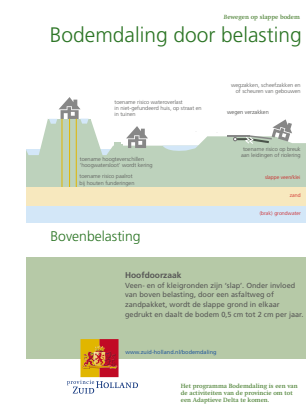 Bewegen op slappe bodem
Bodemdaling door belasting
wegzakken, scheefzakken en
of scheuren van gebouwen
toename risico wateroverlast
in niet-gefundeerd huis, op straat en
in tuinen
wegen verzakken
toename hoogteverschillen
'hoogwaterstoot' wordt kering
toename risico paalrot
bij houten funderingen
toename risico op breuk
aan leidingen of riolering
slappe veen/klei
zand
(brak) grondwater
Bovenbelasting
Hoofdoorzaak
Veen- en of kleigronden zijn 'slap'. Onder invloed
van boven belasting, door een asfaltweg of
zandpakket, wordt de slappe grond in elkaar
gedrukt en daalt de bodem 0,5 cm tot 2 cm per jaar.
www.zuid-holland.nl/bodemdaling
provincie
ZUID HOLLAND
Het programma Bodemdaling is een van
de activiteiten van de provincie om tot
een Adaptieve Delta te komen.